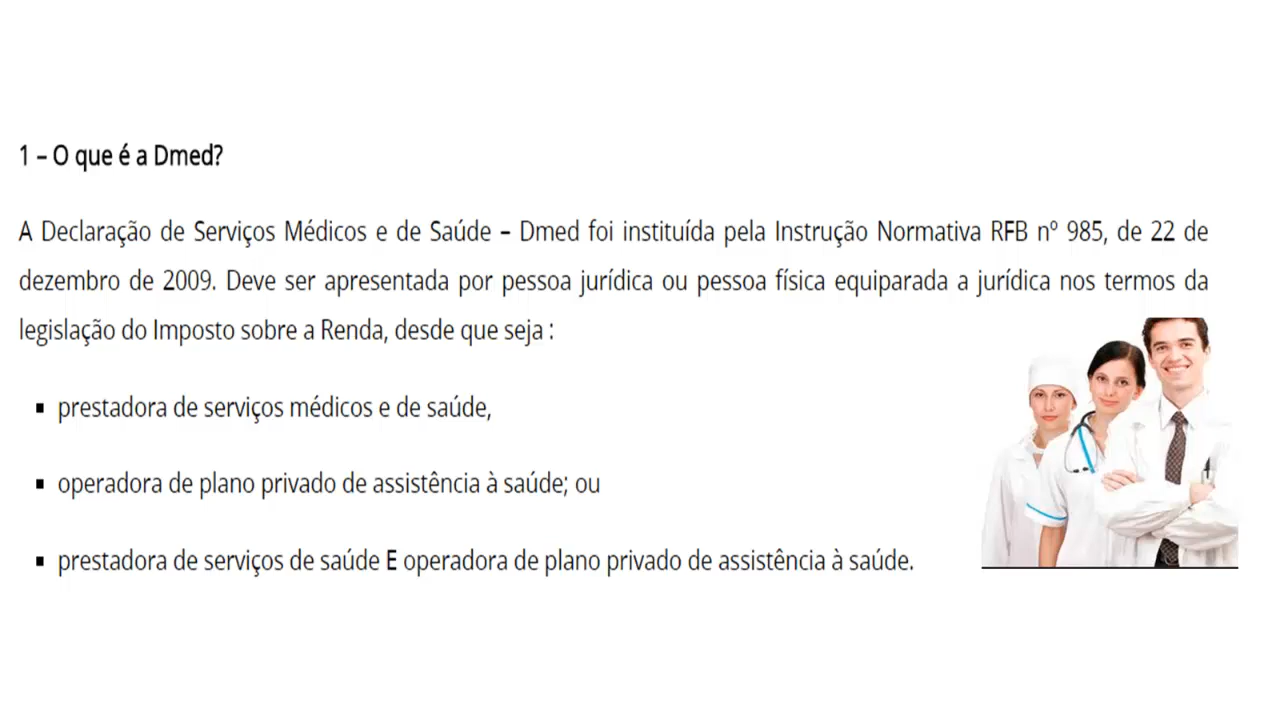 1 – O que é a Dmed?
A Declaração de Serviços Médicos e de Saúde – Dmed foi instituída pela Instrução Normativa RFB nº 985, de 22 de
dezembro de 2009. Deve ser apresentada por pessoa jurídica ou pessoa física equiparada a jurídica nos termos da
legislação do Imposto sobre a Renda, desde que seja :
▪ prestadora de serviços médicos e de saúde,
▪ operadora de plano privado de assistência à saúde; ou
▪ prestadora de serviços de saúde E operadora de plano privado de assistência à saúde.